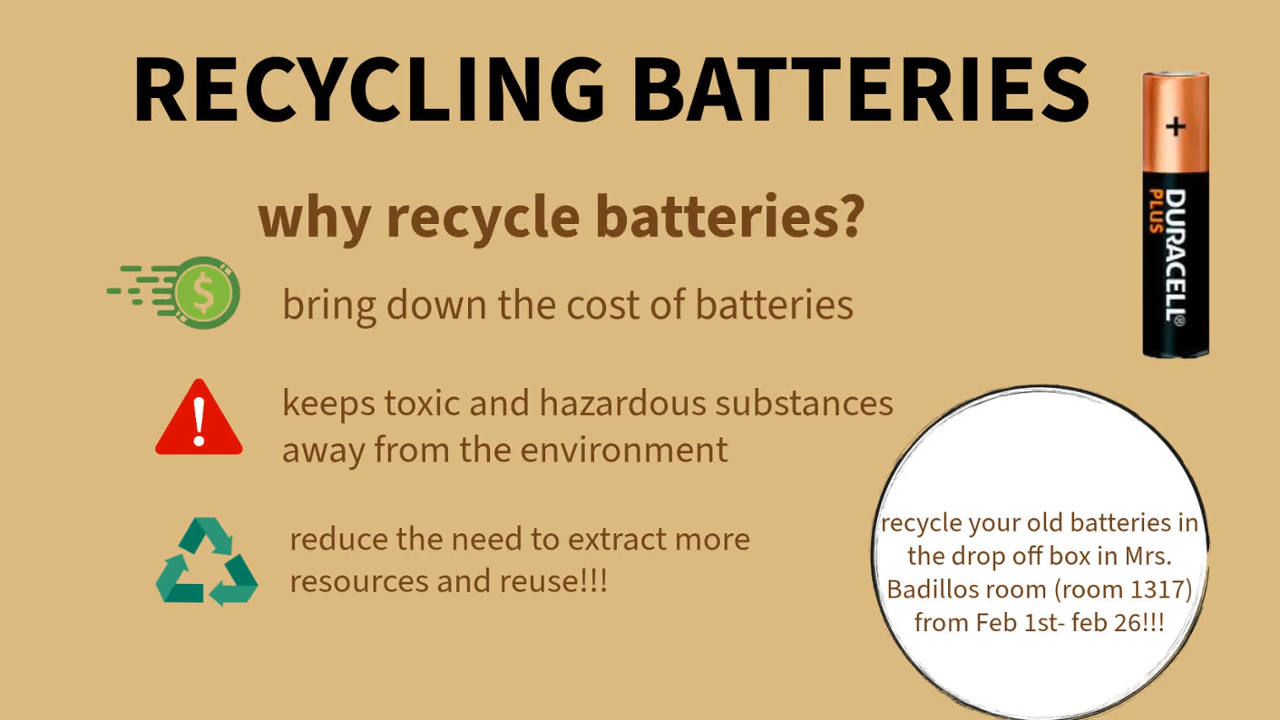 RECYCLING BATTERIES
why recycle batteries?
$
bring down the cost of batteries
!
keeps toxic and hazardous substances
away from the environment
reduce the need to extract more
resources and reuse!!!
+
DURACELL®
PLUS
recycle your old batteries in
the drop off box in Mrs.
Badillos room (room 1317)
from Feb 1st- feb 26!!!